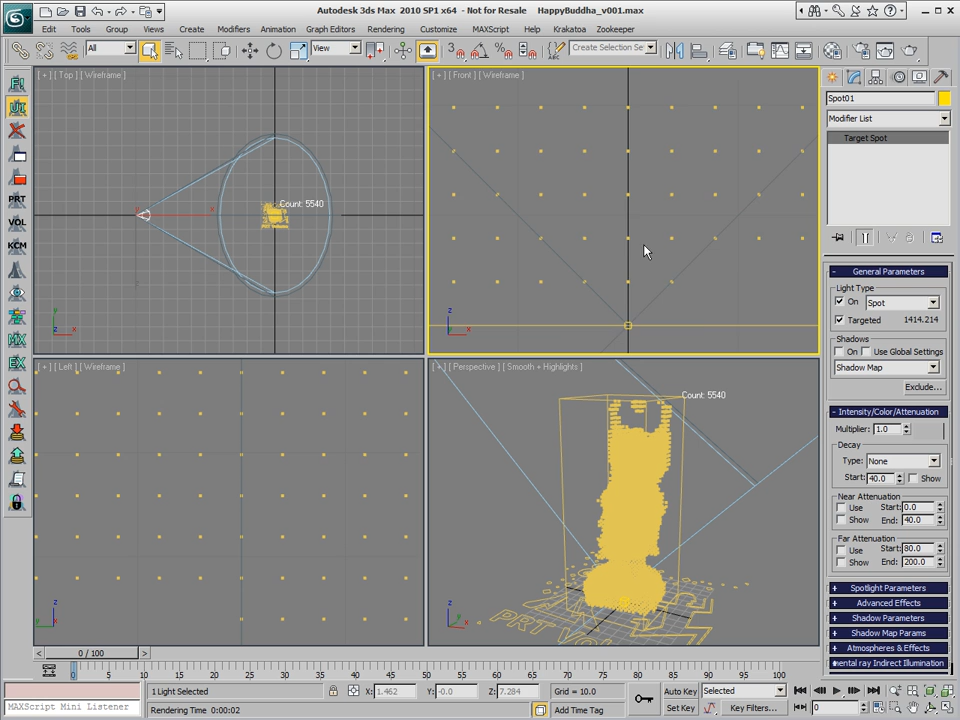 Autodesk 3ds Max 2010 SP1 x64 - Not for Resale HappyBuddha_v001.max
Edit Tools Group Views Create Modifiers Animation Graph Editors Rendering Customize MAXScript Help Krakatoa Zookeeper
All View Create Selection Se
[ + ] [ Top ] [ Wireframe ]
Count: 5540
[ + ] [ Front ] [ Wireframe ]
[ + ] [ Left ] [ Wireframe ]
[ + ] [ Perspective ] [ Smooth + Highlights ]
Count: 5540
PRT
VOL
KCM
MX
EX
Spot01
Modifier List
Target Spot
General Parameters
Light Type
On Spot
Targeted 1414.214
Shadows
On Use Global Settings
Shadow Map
Exclude...
Intensity/Color/Attenuation
Multiplier: 1.0
Decay
Type: None
Start: 40.0 Show
Near Attenuation
Use Start: 0.0
Show End: 40.0
Far Attenuation
Use Start: 80.0
Show End: 200.0
Spotlight Parameters
Advanced Effects
Shadow Parameters
Shadow Map Params
Atmospheres & Effects
ental ray Indirect Illumination
0 / 100
0 5 10 15 20 25 30 35 40 45 50 55 60 65 70 75 80 85 90 95 100
1 Light Selected X: 1.462 Y: -0.0 Z: 7.284 Grid = 10.0 Auto Key Selected
MAXScript Mini Listener Rendering Time 0:00:02 Add Time Tag Set Key Key Filters... 0